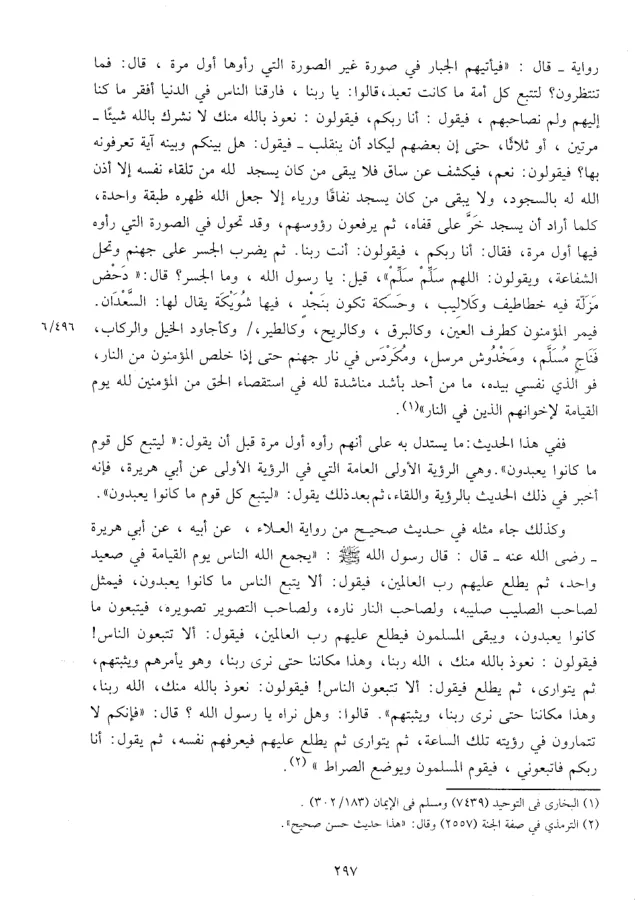 رواية ـ قال : «فيأتيهم الجبار في صورة غير الصورة التي رأوها أول مرة ، قال: فما
تنتظرون؟ لتتبع كل أمة ما كانت تعبد،قالوا: يا ربنا ، فارقنا الناس في الدنيا أفقر ما كنا
إليهم ولم نصاحبهم ، فيقول : أنا ربكم، فيقولون : نعوذ بالله منك لا نشرك بالله شيئًا ـ
مرتين ، أو ثلاثًا، حتى إن بعضهم ليكاد أن ينقلب ـ فيقول: هل بينكم وبينه آية تعرفونه
بها؟ فيقولون: نعم، فيكشف عن ساق فلا يبقى من كان يسجد لله من تلقاء نفسه إلا أذن
الله له بالسجود، ولا يبقى من كان يسجد نفاقًا ورياء إلا جعل الله ظهره طبقة واحدة،
كلما أراد أن يسجد خَرَّ على قفاه، ثم يرفعون رؤوسهم، وقد تحول في الصورة التي رأوه
فيها أول مرة، فقال: أنا ربكم ، فيقولون: أنت ربنا. ثم يضرب الجسر على جهنم وتحل
الشفاعة، ويقولون: اللهم سَلِّمْ سَلِّمْ»، قيل: يا رسول الله ، وما الجسر؟ قال:« دَحْض
مَزَلّة فيه خطاطيف وكَلاليب ، وحَسَكة تكون بنَجْدٍ ، فيها شُوَيْكَة يقال لها: السَّعْدَان.
فيمر المؤمنون كطرف العين، وكالبرق ، وكالريح، وكالطير،/ وكأجاود الخيل والركاب،
٦/٤٩٦
فَنَاجٍ مُسَلَّم، ومَخْدُوش مرسل، ومُكَرْدَس في نار جهنم حتى إذا خلص المؤمنون من النار،
فو الذي نفسي بيده، ما من أحد بأشد مناشدة لله في استقصاء الحق من المؤمنين لله يوم
القيامة لإخوانهم الذين في النار»(١).
ففي هذا الحديث: ما يستدل به على أنهم رأوه أول مرة قبل أن يقول:« ليتبع كل قوم
ما كانوا يعبدون».وهي الرؤية الأولى العامة التي في الرؤية الأولى عن أبي هريرة، فإنه
أخبر في ذلك الحديث بالرؤية واللقاء، ثم بعد ذلك يقول: «ليتبع كل قوم ما كانوا يعبدون».
وكذلك جاء مثله في حديث صحيح من رواية العلاء ، عن أبيه ، عن أبي هريرة
ـ رضى الله عنه ـ قال : قال رسول الله ﷺ : «يجمع الله الناس يوم القيامة في صعيد
واحد، ثم يطلع عليهم رب العالمين، فيقول: ألا يتبع الناس ما كانوا يعبدون، فيمثل
لصاحب الصليب صليبه، ولصاحب النار ناره، ولصاحب التصوير تصويره، فيتبعون ما
كانوا يعبدون، ويبقى المسلمون فيطلع عليهم رب العالمين، فيقول: ألا تتبعون الناس!
فيقولون : نعوذ بالله منك ، الله ربنا، وهذا مكاننا حتى نرى ربنا، وهو يأمرهم ويثبتهم،
ثم يتوارى، ثم يطلع فيقول: ألا تتبعون الناس! فيقولون: نعوذ بالله منك، الله ربنا،
وهذا مكاننا حتى نرى ربنا، ويثبتهم». قالوا: وهل نراه يا رسول الله ؟ قال: «فإنكم لا
تتمارون في رؤيته تلك الساعة، ثم يتوارى ثم يطلع عليهم فيعرفهم نفسه، ثم يقول: أنا
ربكم فاتبعوني ، فيقوم المسلمون ويوضع الصراط » (٢).
(١) البخارى فى التوحيد (٧٤٣٩) ومسلم فى الإيمان (٣٠٢/١٨٣) .
(٢) الترمذي في صفة الجنة (٢٥٥٧) وقال: «هذا حديث حسن صحيح».
٢٩٧